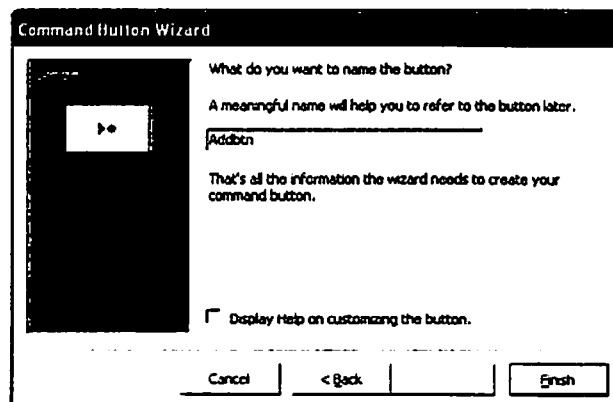 Command Button Wizard
What do you want to name the button?
A meaningful name will help you to refer to the button later.
Addbtn
That's all the information the wizard needs to create your
command button.
Display Help on customizing the button.
Cancel
< Back
Finish